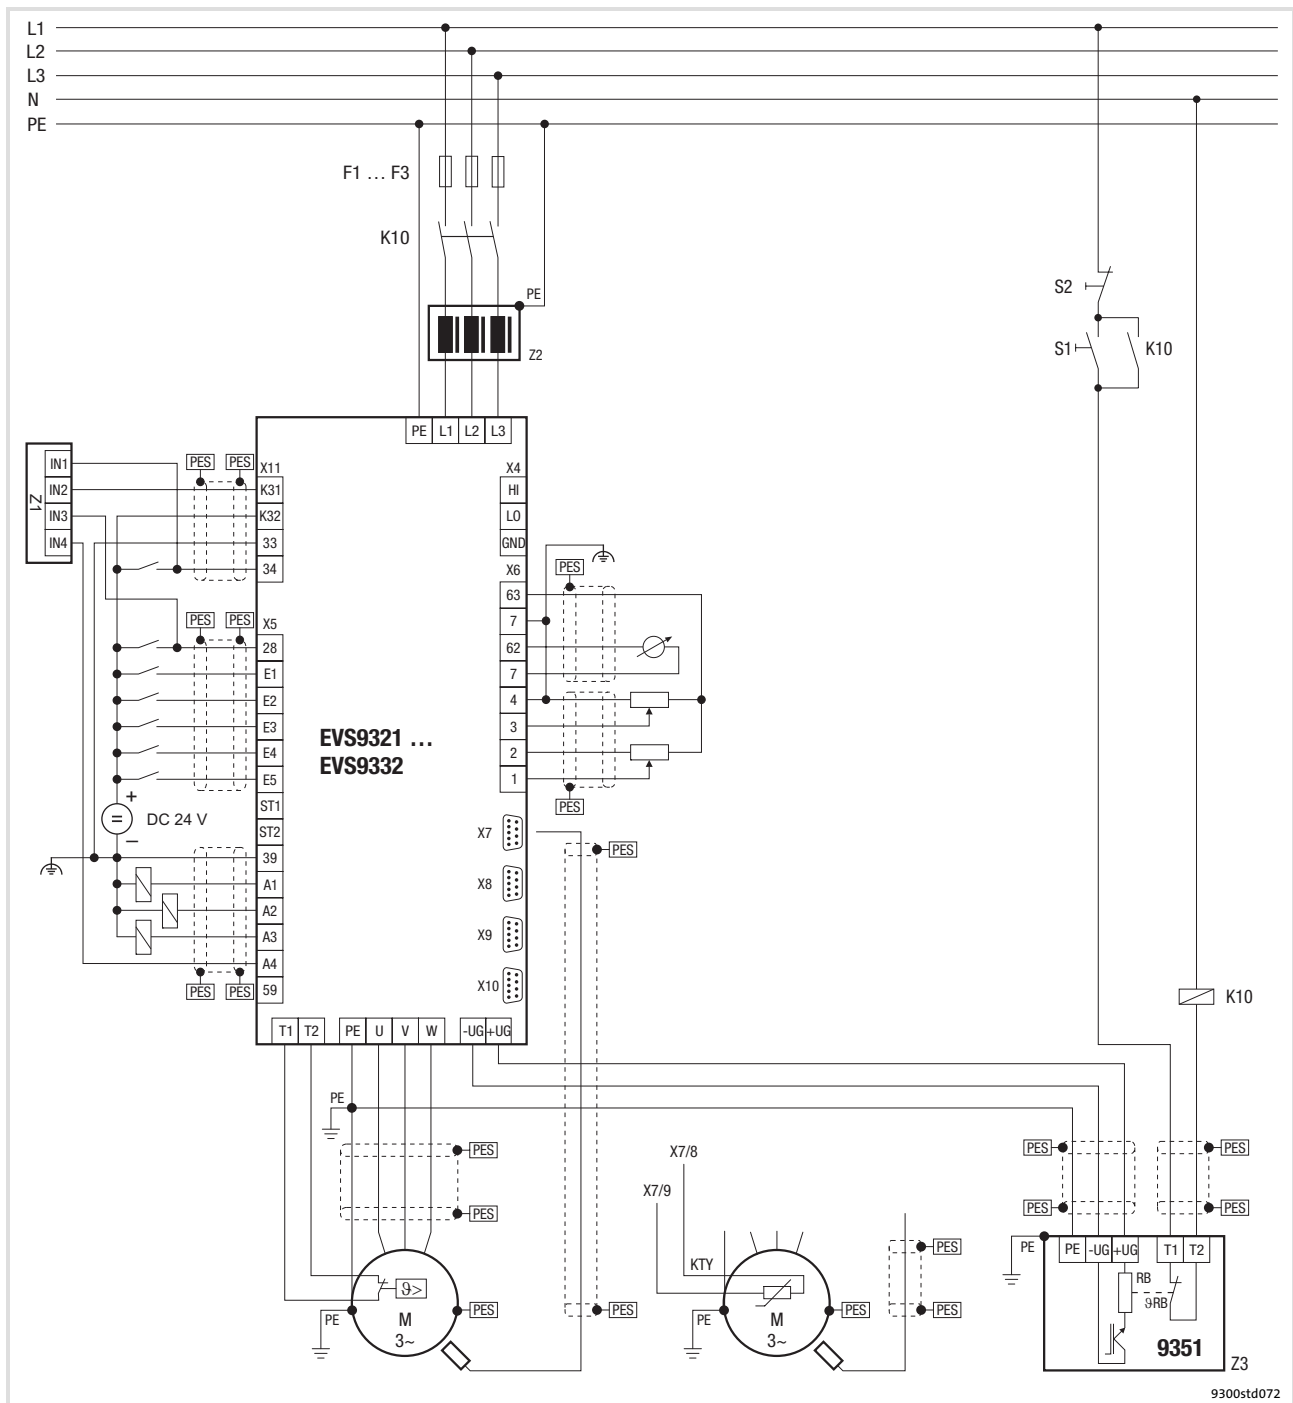 L1
L2
L3
N
PE
F1 … F3
K10
PE
Z2
S2
S1
K10
PE L1 L2 L3
Z1
IN1
IN2
IN3
IN4
PES PES
X11
K31
K32
33
34
PES PES
X5
28
E1
E2
E3
E4
E5
ST1
ST2
39
A1
A2
A3
A4
59
PES PES
+
=
DC 24 V
–
EVS9321 …
EVS9332
X4
HI
LO
GND
X6
63
7
62
7
4
3
2
1
PES
PES
X7
X8
X9
X10
PES
K10
T1 T2 PE U V W -UG +UG
PE
PES
PES
X7/8
X7/9
KTY
PES
PES
PES
PES
PES
PES
ϑ>
M
3~
PE
PES
PES
M
3~
PE
PES
PES
PES
PE
PE -UG +UG T1 T2
RB
ϑRB
9351
Z3
9300std072